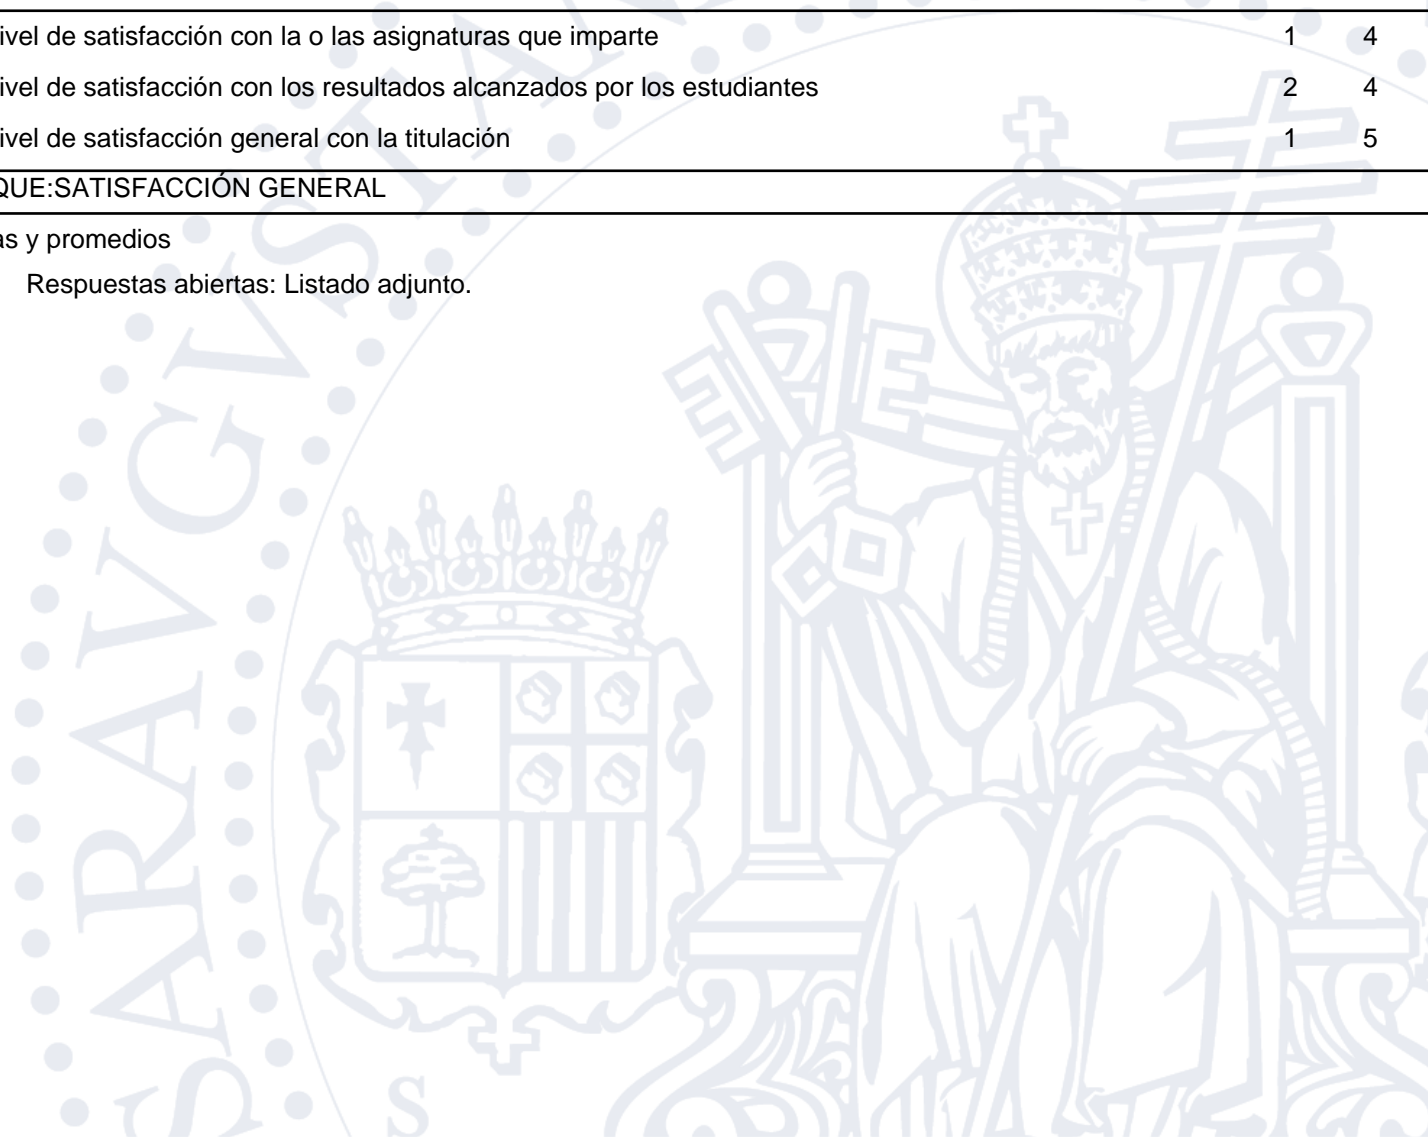 ivel de satisfacción con la o las asignaturas que imparte 1 4
ivel de satisfacción con los resultados alcanzados por los estudiantes 2 4
ivel de satisfacción general con la titulación 1 5
QUE:SATISFACCIÓN GENERAL
as y promedios
Respuestas abiertas: Listado adjunto.
SARAVGVSTAN
S